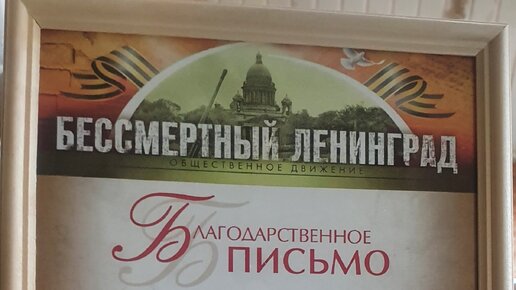 БЕССМЕРТНЫЙ ЛЕНИНГРАД
ОБЩЕСТВЕННОЕ ДВИЖЕНИЕ
БЛАГОДАРСТВЕННОЕ
ПИСЬМО